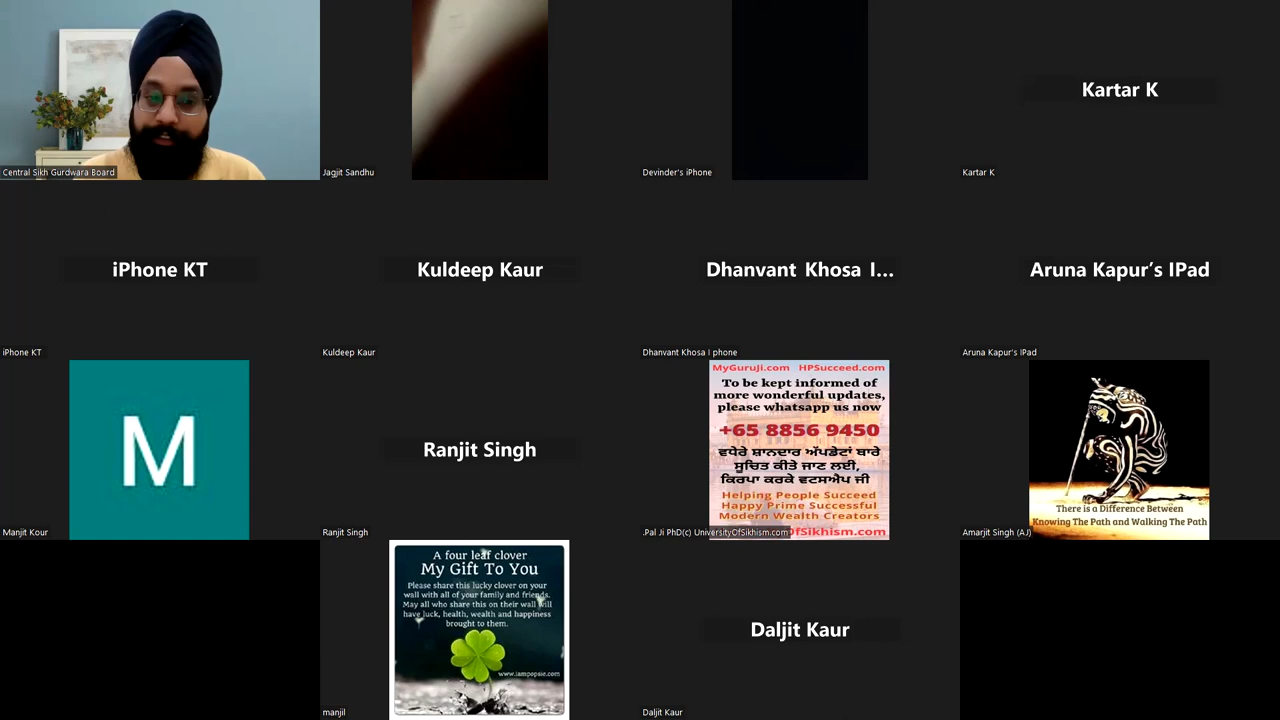 Central Sikh Gurdwara Board
Jagjit Sandhu
Devinder's iPhone
Kartar K
Kartar K
iPhone KT
iPhone KT
Kuldeep Kaur
Kuldeep Kaur
Dhanvant Khosa I...
Dhanvant Khosa I phone
Aruna Kapur's IPad
Aruna Kapur's IPad
M
Manjit Kour
Ranjit Singh
Ranjit Singh
MyGuruJi.com HPSucceed.com
To be kept informed of
more wonderful updates,
please whatsapp us now
+65 8856 9450
ਵਧੇਰੇ ਸ਼ਾਨਦਾਰ ਅੱਪਡੇਟਾਂ ਬਾਰੇ
ਸੂਚਿਤ ਕੀਤੇ ਜਾਣ ਲਈ,
ਕਿਰਪਾ ਕਰਕੇ ਵਟਸਐਪ ਜੀ
Helping People Succeed
Happy Prime Successful
Modern Wealth Creators
OfSikhism.com
.Pal Ji PhD(c) UniversityOfSikhism.com
There is a Difference Between
Knowing The Path and Walking The Path
Amarjit Singh (AJ)
A four leaf clover
My Gift To You
Please share this lucky clover on your
wall with all of your family and friends.
May all who share this on their wall will
have luck, health, wealth and happiness
brought to them.
www.iampopsie.com
manjil
Daljit Kaur
Daljit Kaur